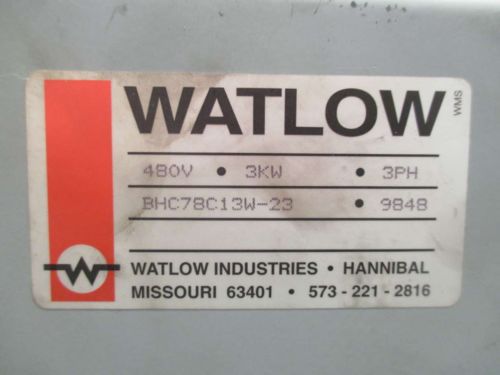 WATLOW
WMS
480V • 3KW • 3PH
BHC78C13W-23 • 9848
WATLOW INDUSTRIES • HANNIBAL
MISSOURI 63401 • 573 - 221 - 2816